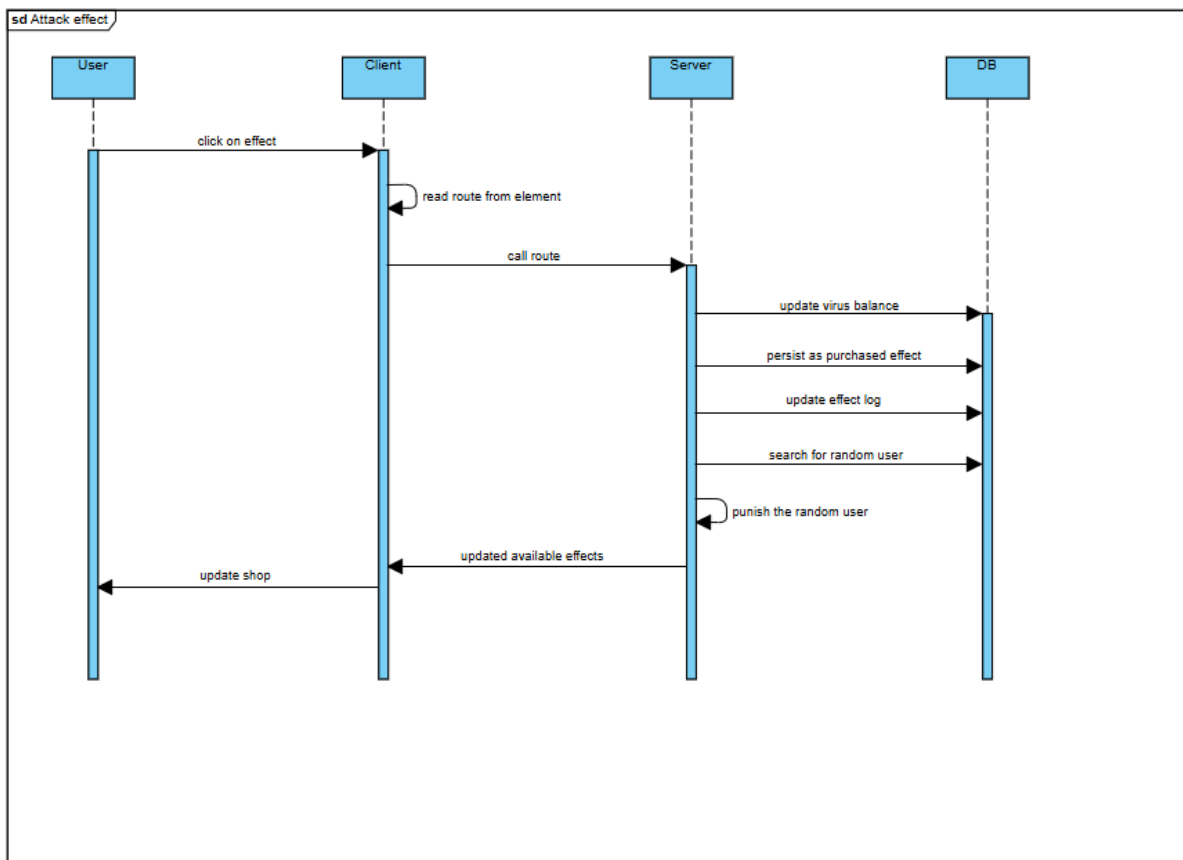 sd Attack effect
User
Client
Server
DB
click on effect
read route from element
call route
update virus balance
persist as purchased effect
update effect log
search for random user
punish the random user
updated available effects
update shop